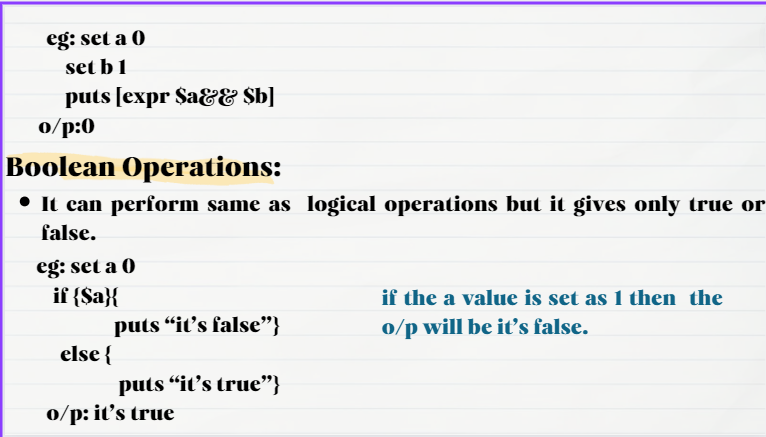 eg: set a 0
set b 1
puts [expr $a&& $b]
o/p:0
Boolean Operations:
• It can perform same as logical operations but it gives only true or
false.
eg: set a 0
if {$a}{
puts “it’s false”}
else {
puts “it’s true”}
o/p: it’s true
if the a value is set as 1 then the
o/p will be it’s false.